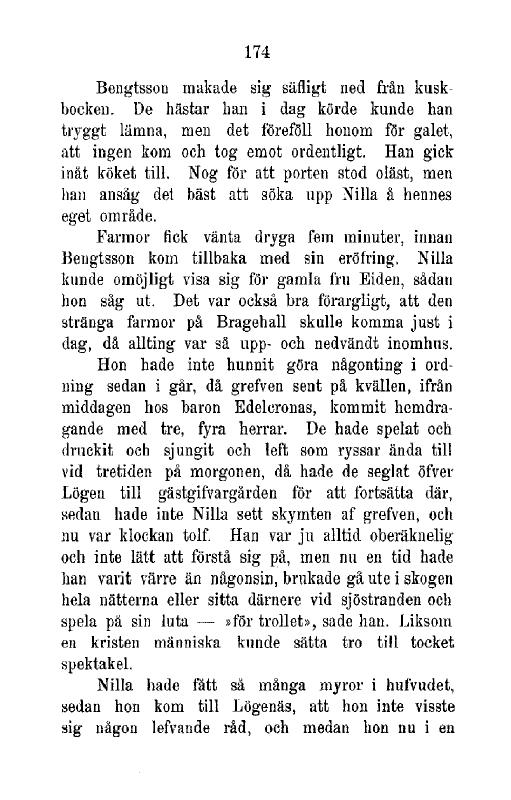 174
Bengtsson makade sig säfligt ned från kusk-
bocken. De hästar han i dag körde kunde han
tryggt lämna, men det föreföll honom för galet,
att ingen kom och tog emot ordentligt. Han gick
inåt köket till. Nog för att porten stod oläst, men
han ansåg det bäst att söka upp Nilla å hennes
eget område.
Farmor fick vänta dryga fem minuter, innan
Bengtsson kom tillbaka med sin eröfring. Nilla
kunde omöjligt visa sig för gamla fru Eiden, sådan
hon såg ut. Det var också bra förargligt, att den
stränga farmor på Bragehall skulle komma just i
dag, då allting var så upp- och nedvändt inomhus.
Hon hade inte hunnit göra någonting i ord-
ning sedan i går, då grefven sent på kvällen, ifrån
middagen hos baron Edelcronas, kommit hemdra-
gande med tre, fyra herrar. De hade spelat och
druckit och sjungit och left som ryssar ända till
vid tretiden på morgonen, då hade de seglat öfver
Lögen till gästgifvargården för att fortsätta där,
sedan hade inte Nilla sett skymten af grefven, och
nu var klockan tolf. Han var ju alltid oberäknelig
och inte lätt att förstå sig på, men nu en tid hade
han varit värre än någonsin, brukade gå ute i skogen
hela nätterna eller sitta därnere vid sjöstranden och
spela på sin luta — »för trollet», sade han. Liksom
en kristen människa kunde sätta tro till tocket
spektakel.
Nilla hade fått så många myror i hufvudet,
sedan hon kom till Lögenäs, att hon inte visste
sig någon lefvande råd, och medan hon nu i en